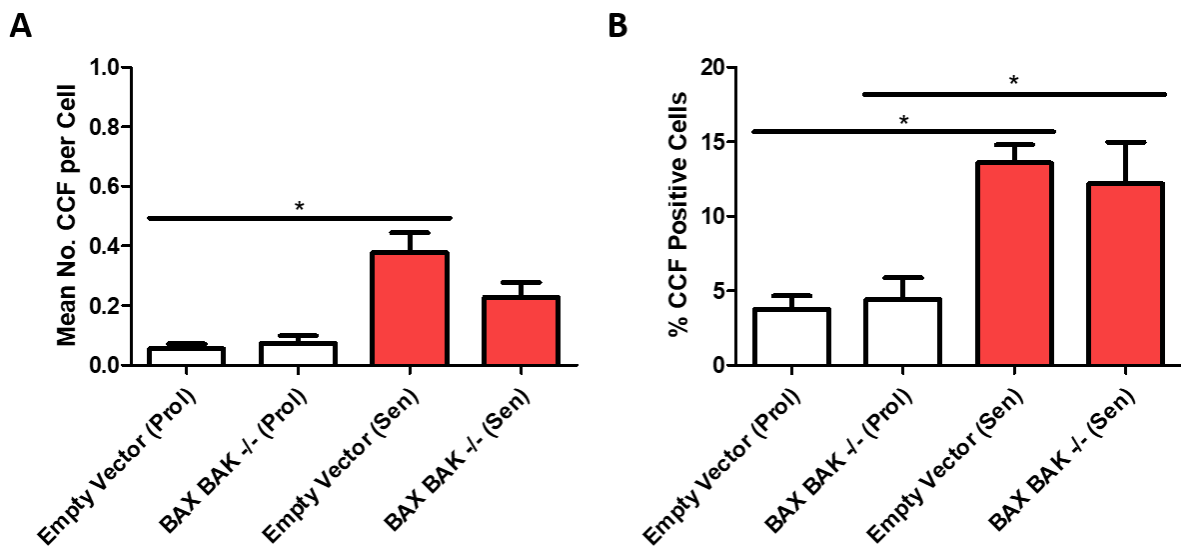 A
Mean No. CCF per Cell
1.0
0.8
0.6
0.4
0.2
0.0
*
Empty Vector (Prol)
BAX BAK -/- (Prol)
Empty Vector (Sen)
BAX BAK -/- (Sen)
B
% CCF Positive Cells
20
15
10
5
0
*
*
Empty Vector (Prol)
BAX BAK -/- (Prol)
Empty Vector (Sen)
BAX BAK -/- (Sen)